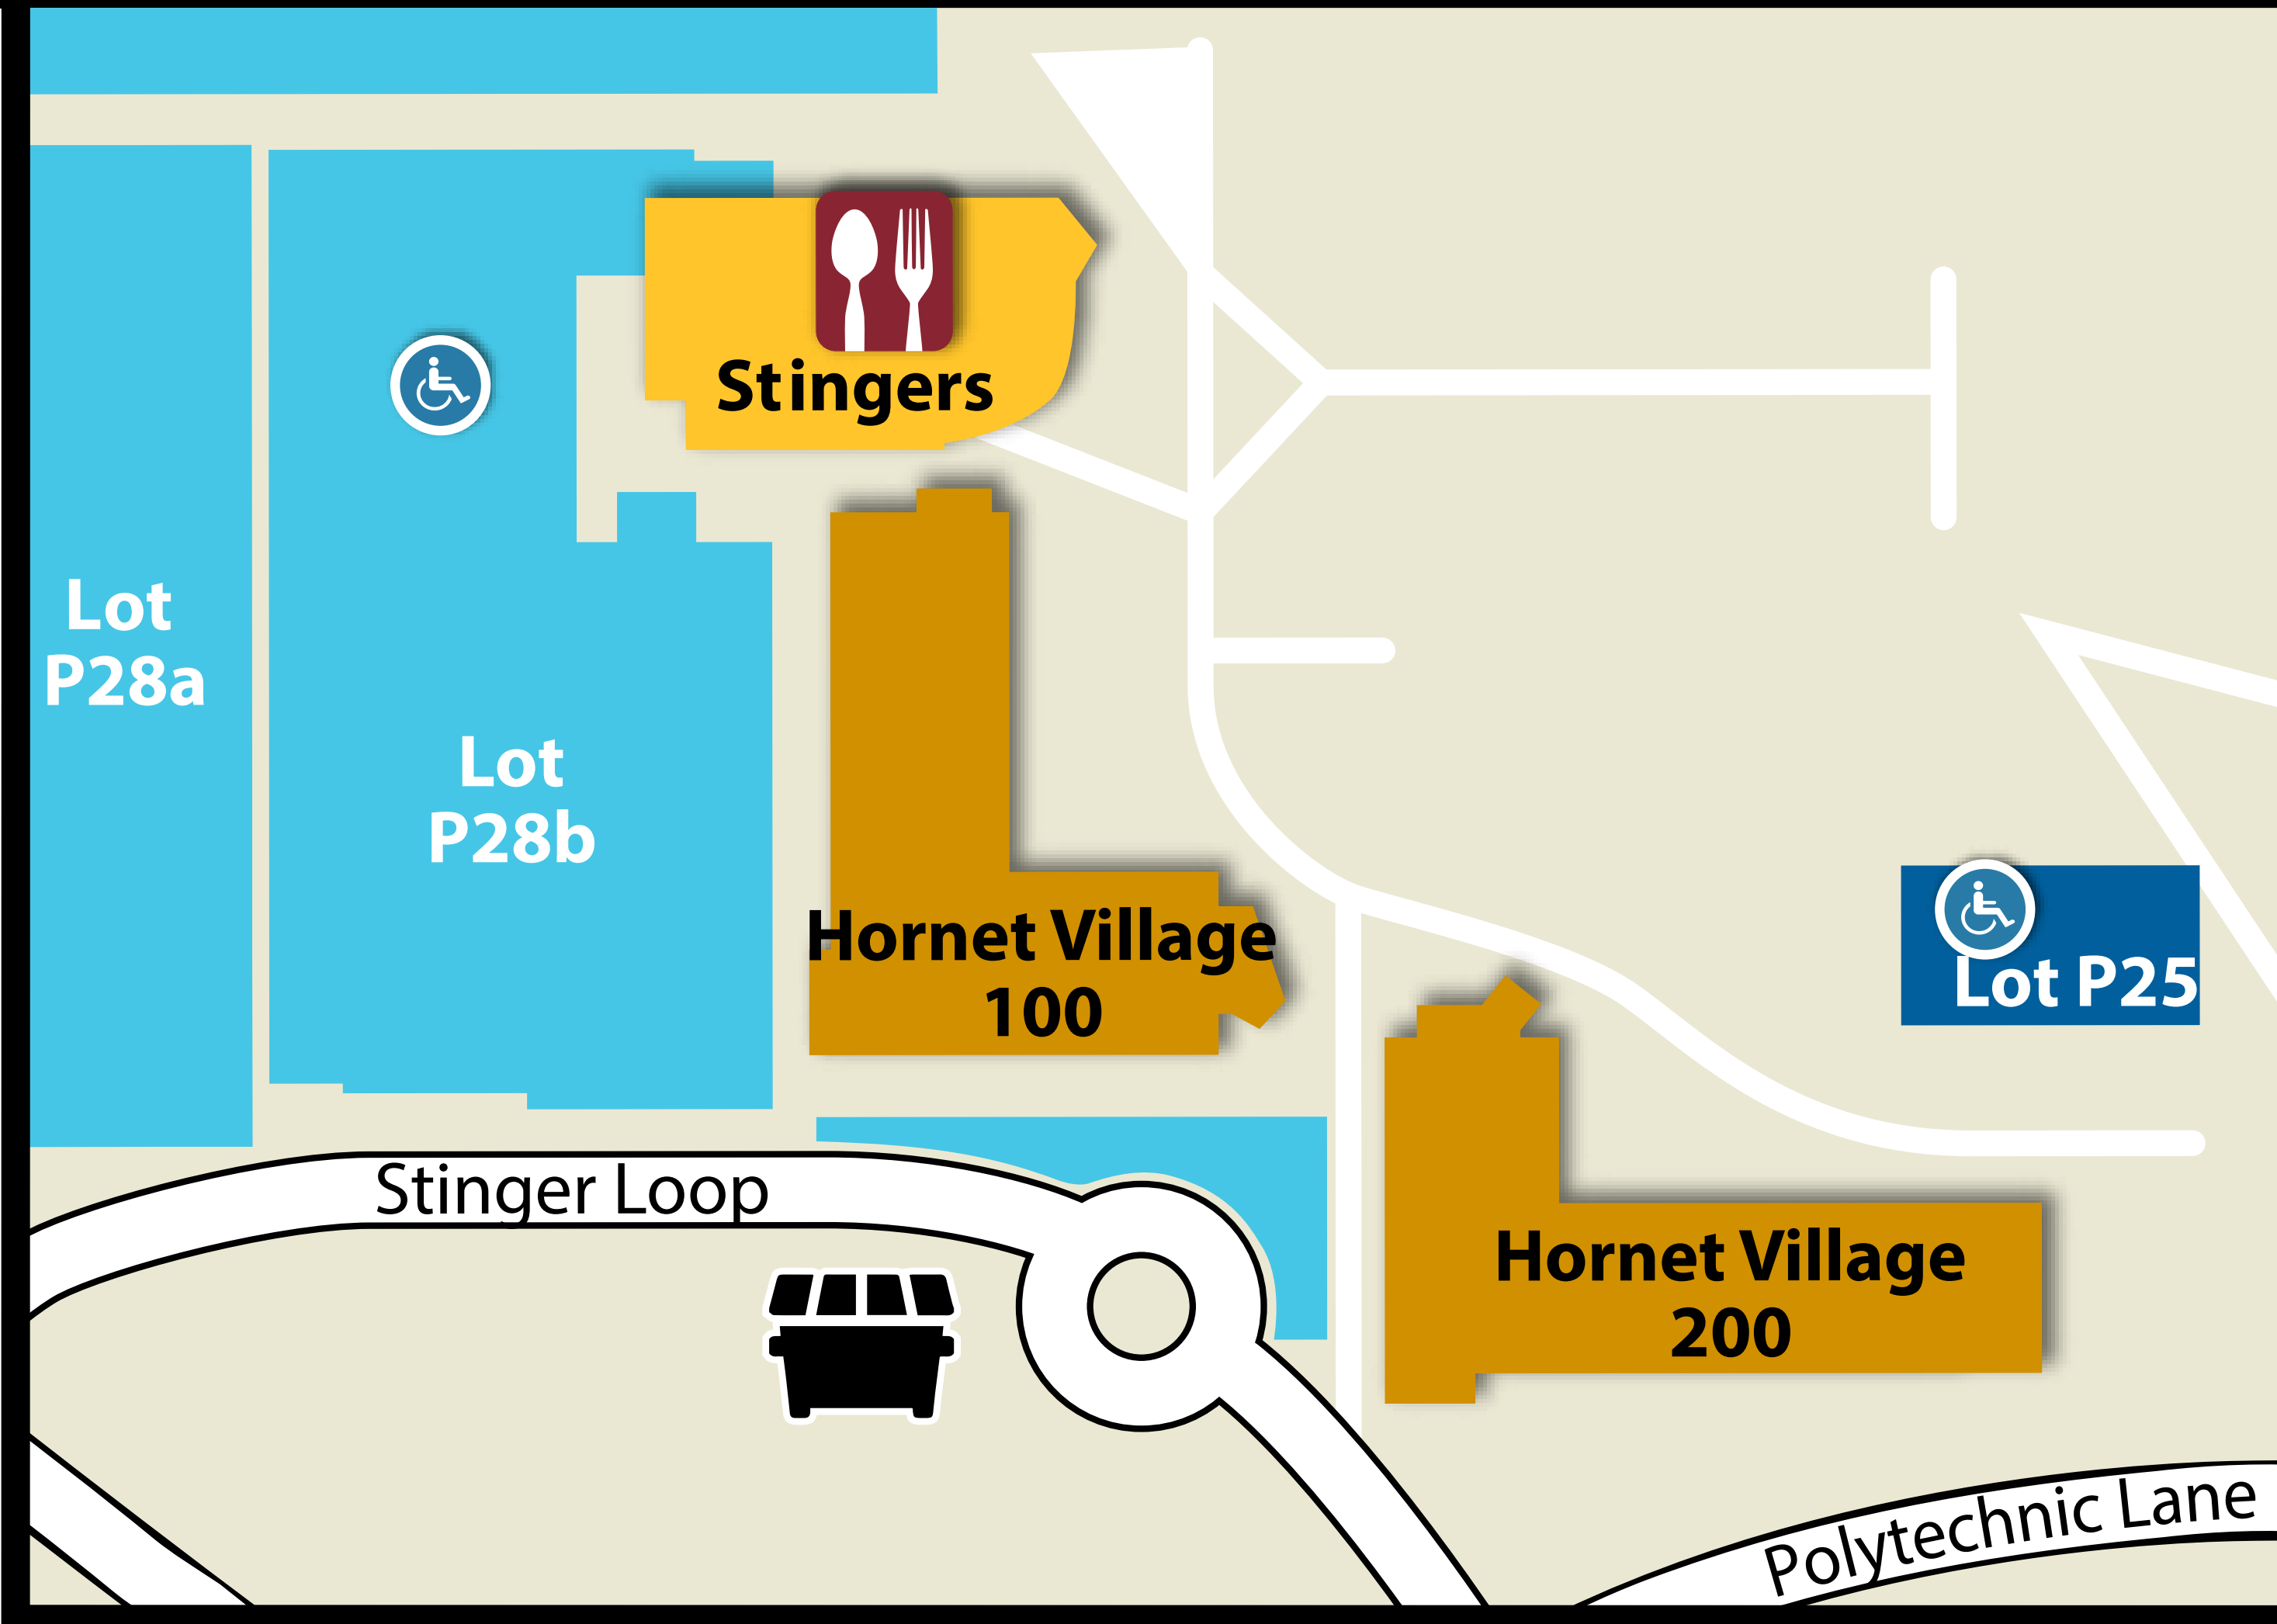 Stingers
Lot
P28a
Lot
P28b
Hornet Village
100
Lot P25
Stinger Loop
Hornet Village
200
Polytechnic Lane